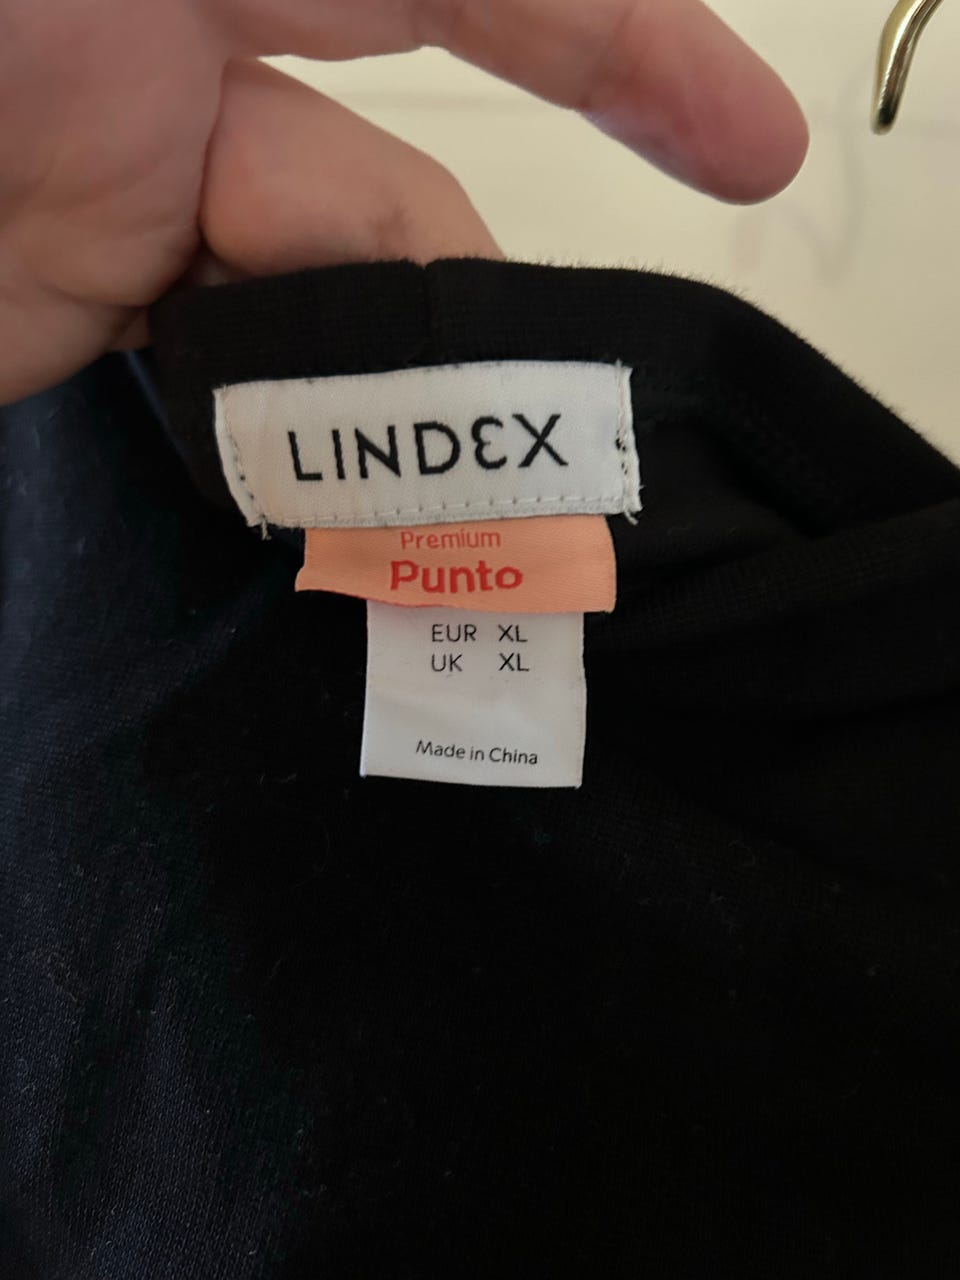 LINDEX
Premium
Punto
EUR XL
UK XL
Made in China